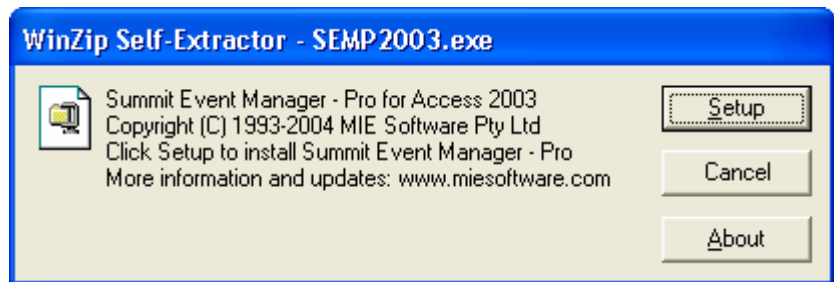 WinZip Self-Extractor - SEMP2003.exe
Summit Event Manager - Pro for Access 2003
Copyright (C) 1993-2004 MIE Software Pty Ltd
Click Setup to install Summit Event Manager - Pro
More information and updates: www.miesoftware.com
Setup
Cancel
About